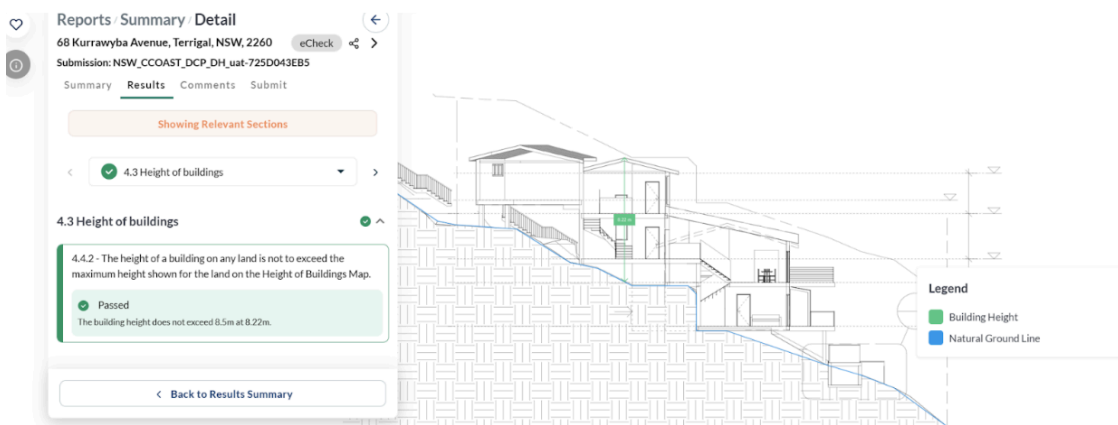 Reports / Summary / Detail
68 Kurrawyba Avenue, Terrigal, NSW, 2260 eCheck
Submission: NSW_CCOAST_DCP_DH_uat-725D043EB5
Summary Results Comments Submit
Showing Relevant Sections
4.3 Height of buildings
4.3 Height of buildings
4.4.2 - The height of a building on any land is not to exceed the
maximum height shown for the land on the Height of Buildings Map.
Passed
The building height does not exceed 8.5m at 8.22m.
Back to Results Summary
Legend
Building Height
Natural Ground Line